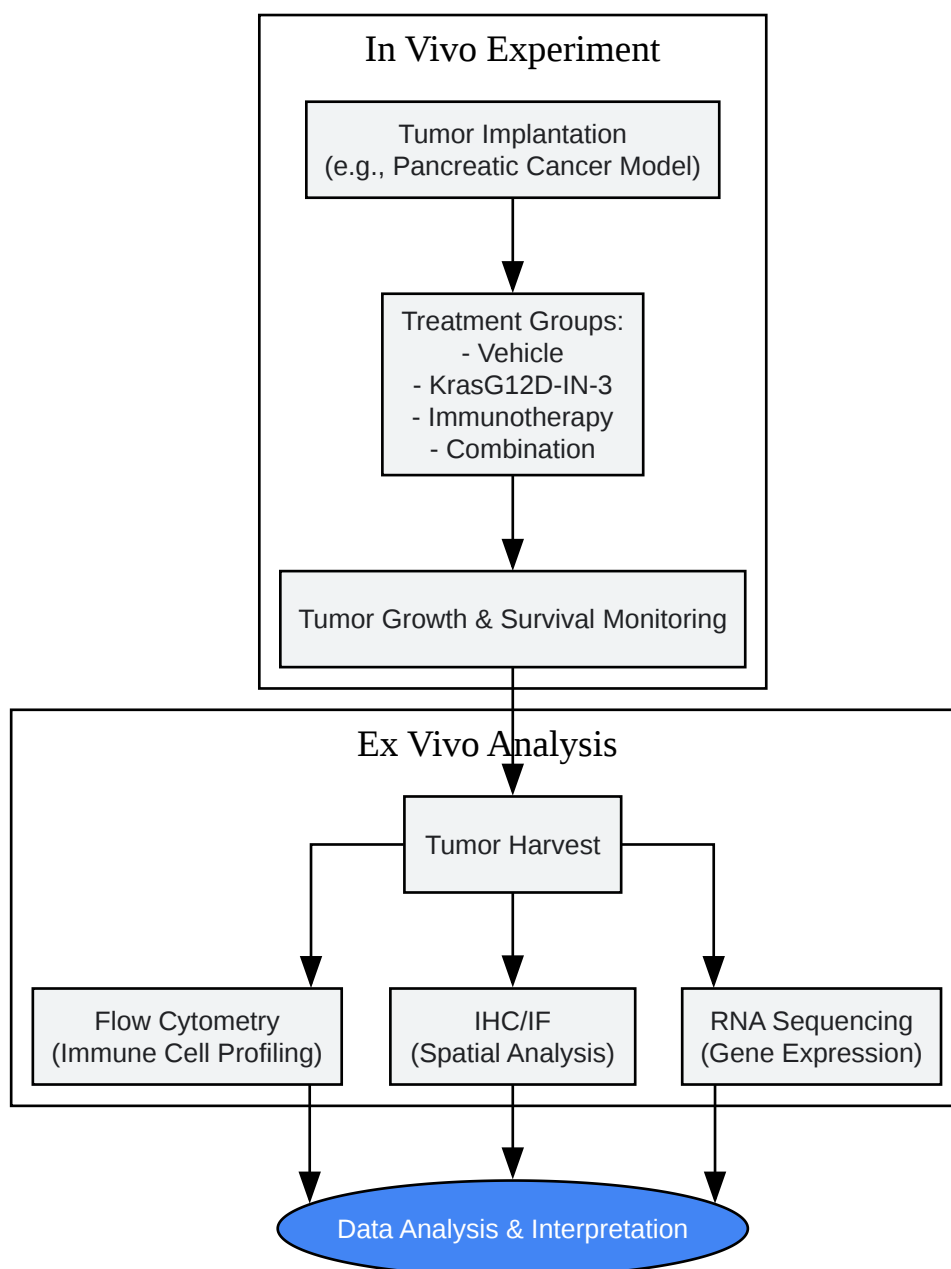 In Vivo Experiment
Tumor Implantation
(e.g., Pancreatic Cancer Model)
Treatment Groups:
- Vehicle
- KrasG12D-IN-3
- Immunotherapy
- Combination
Tumor Growth & Survival Monitoring
Ex Vivo Analysis
Tumor Harvest
Flow Cytometry
(Immune Cell Profiling)
IHC/IF
(Spatial Analysis)
RNA Sequencing
(Gene Expression)
Data Analysis & Interpretation